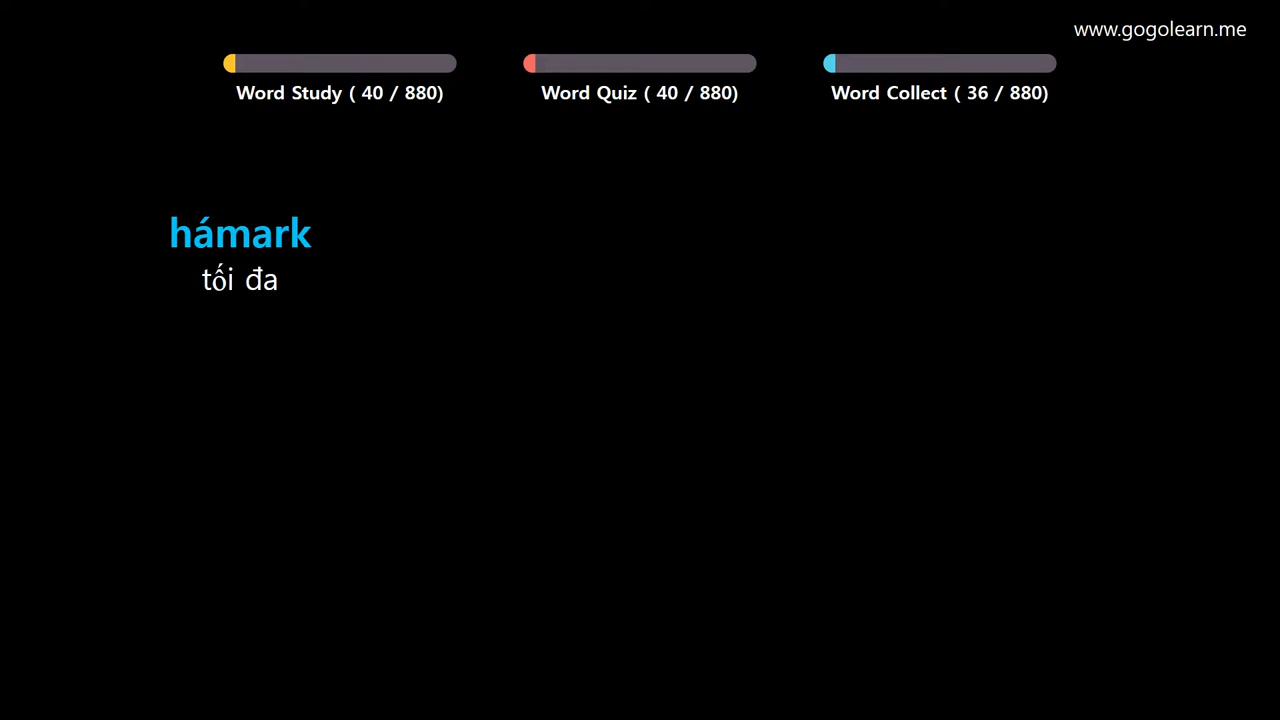 www.gogolearn.me
Word Study ( 40 / 880)
Word Quiz ( 40 / 880)
Word Collect ( 36 / 880)
hámark
tối đa